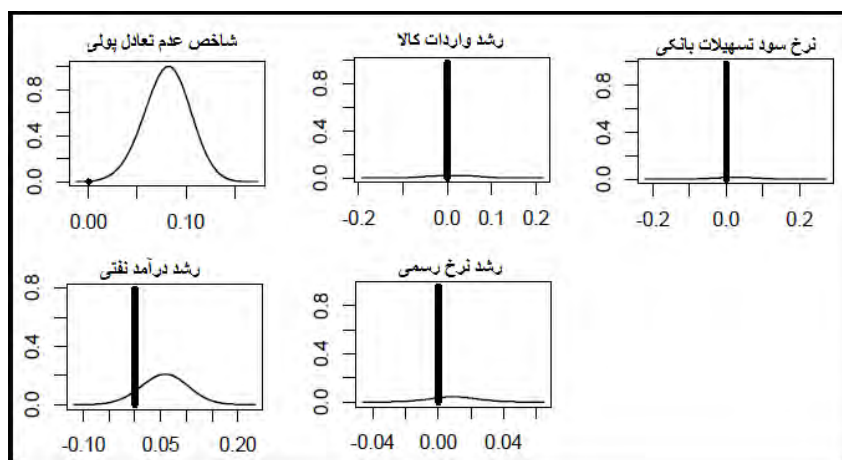 شاخص عدم تعادل پولی
0.0 0.4 0.8
0.00 0.10
رشد واردات کالا
0.0 0.4 0.8
-0.2 0.0 0.1 0.2
نرخ سود تسهیلات بانکی
0.0 0.4 0.8
-0.2 0.0 0.2
رشد درآمد نفتی
0.0 0.4 0.8
-0.10 0.05 0.20
رشد نرخ رسمی
0.0 0.4 0.8
-0.04 0.00 0.04